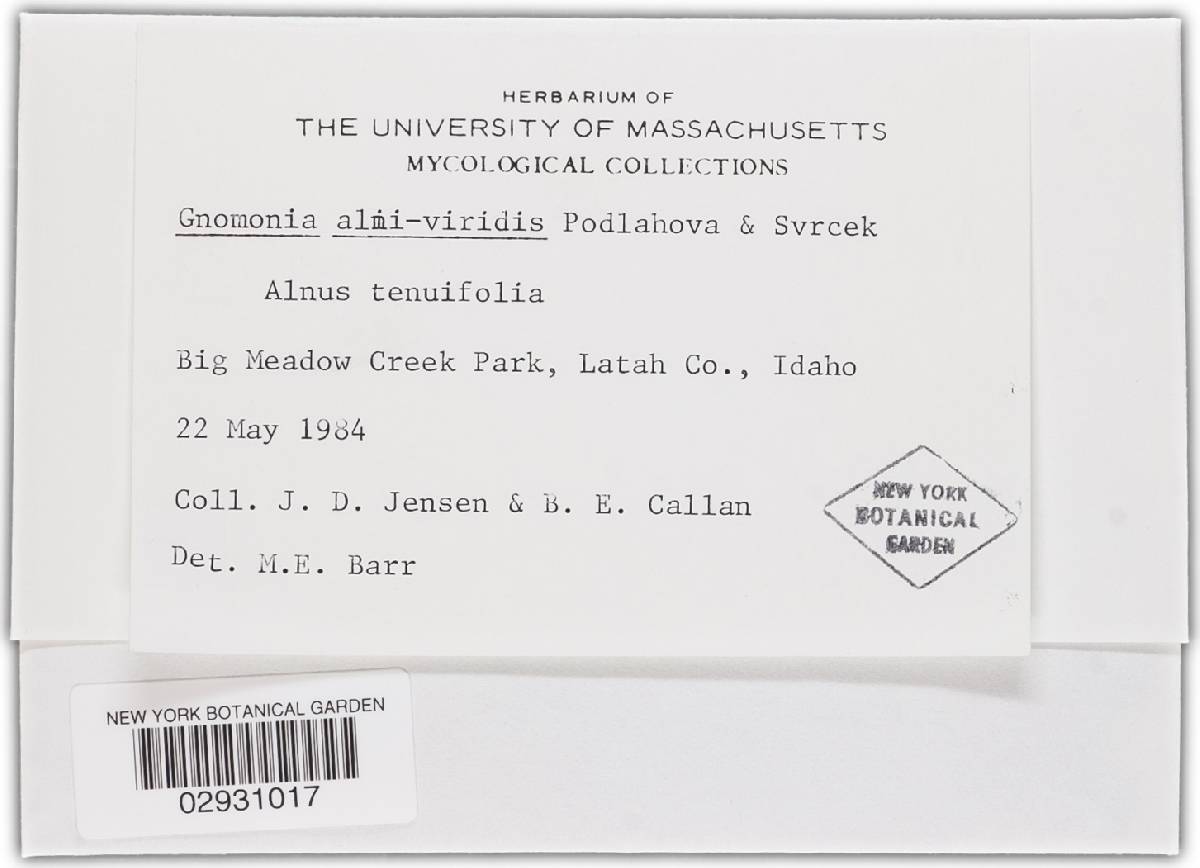 HERBARIUM OF
THE UNIVERSITY OF MASSACHUSETTS
MYCOLOGICAL COLLECTIONS
Gnomonia alni-viridis Podlahova & Svrcek
Alnus tenuifolia
Big Meadow Creek Park, Latah Co., Idaho
22 May 1984
Coll. J. D. Jensen & B. E. Callan
Det. M.E. Barr
NEW YORK
BOTANICAL
GARDEN
NEW YORK BOTANICAL GARDEN
02931017